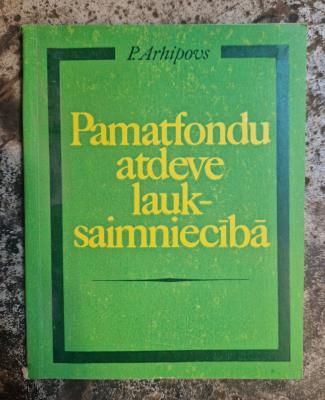 P. Arhipovs
Pamatfondu
atdeve
lauk-
saimniecībā